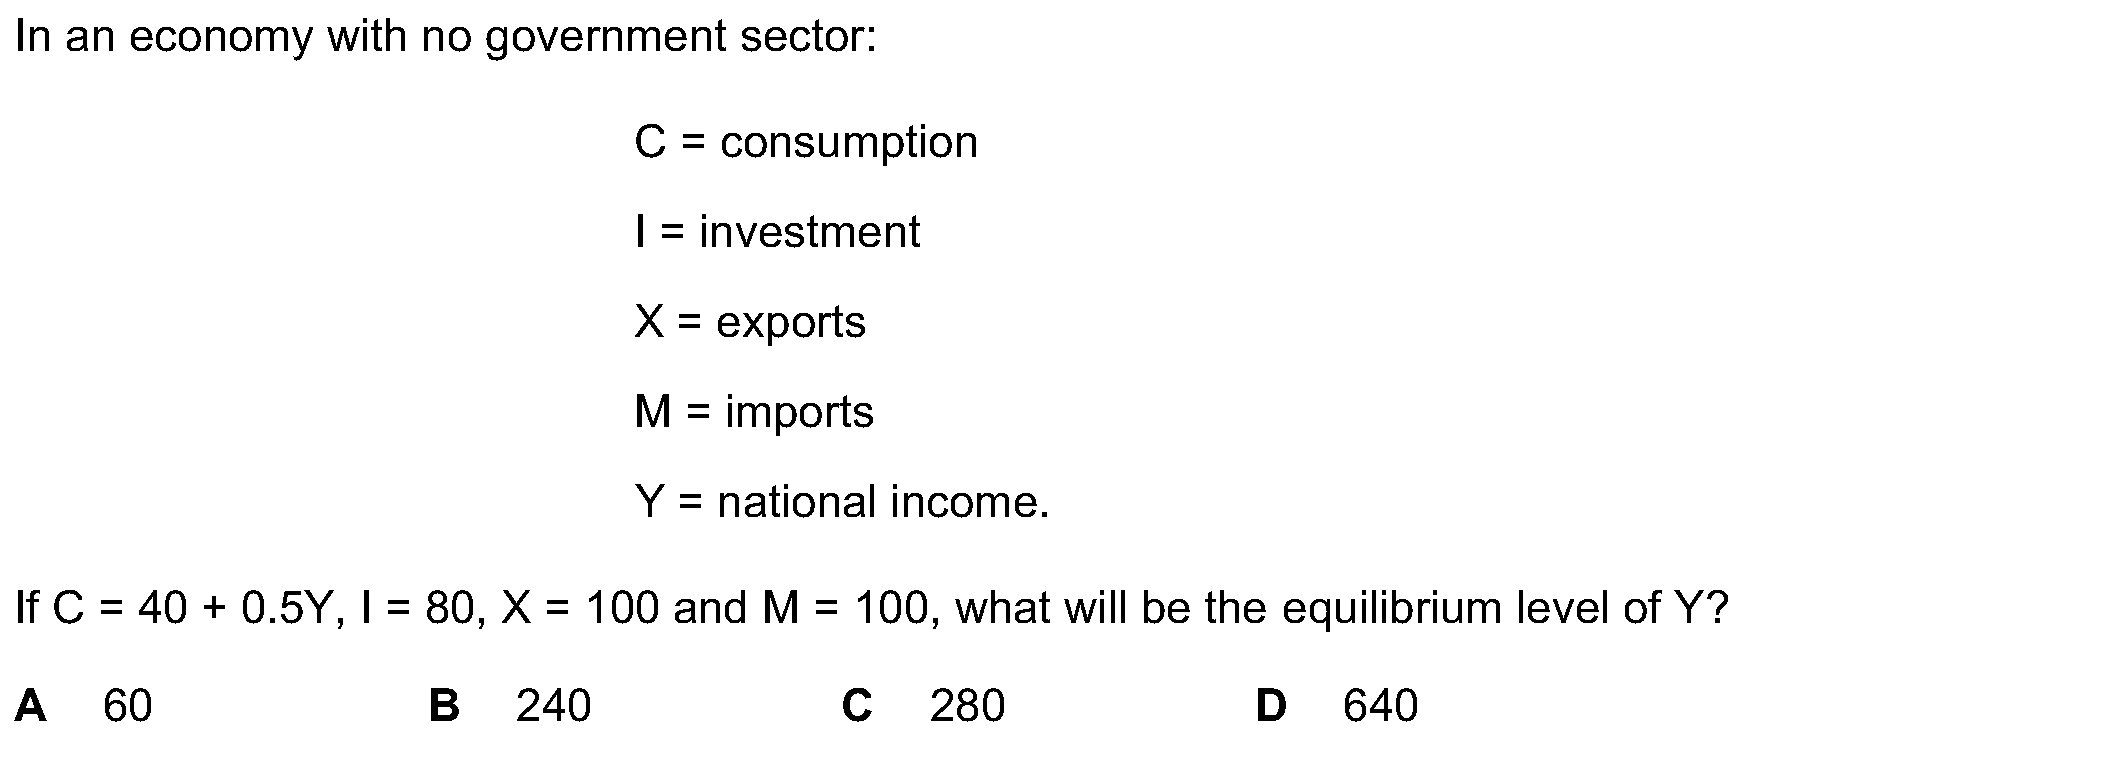 In an economy with no government sector:
C = consumption
I = investment
X = exports
M = imports
Y = national income.
If C = 40 + 0.5Y, I = 80, X = 100 and M = 100, what will be the equilibrium level of Y?
A 60 B 240 C 280 D 640